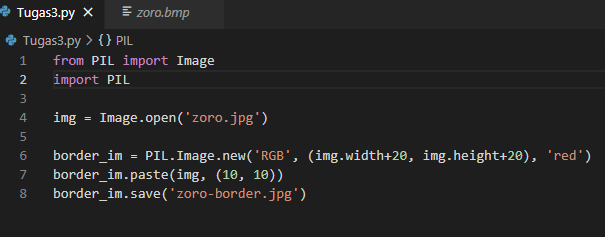 Tugas3.py × zoro.bmp
Tugas3.py > {} PIL
1 from PIL import Image
2 import PIL
3
4 img = Image.open('zoro.jpg')
5
6 border_im = PIL.Image.new('RGB', (img.width+20, img.height+20), 'red')
7 border_im.paste(img, (10, 10))
8 border_im.save('zoro-border.jpg')